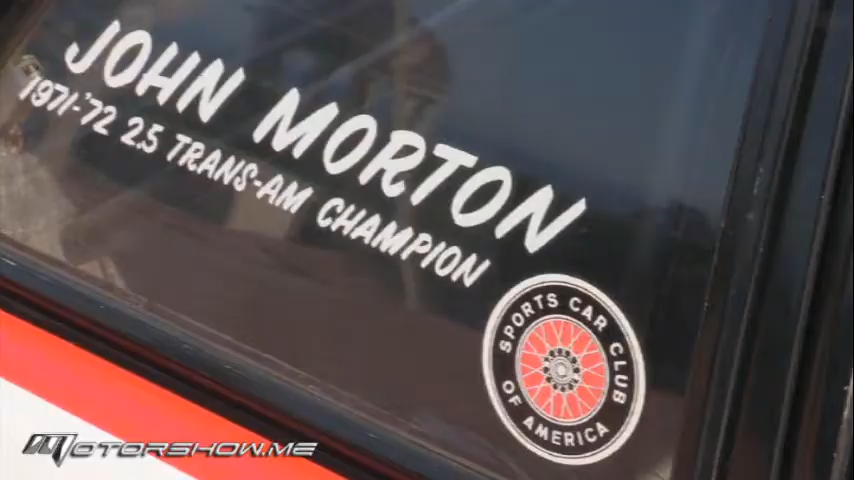 JOHN MORTON
1971-'72 2.5 TRANS-AM CHAMPION
SPORTS CAR CLUB
OF AMERICA
MOTORSHOW.ME